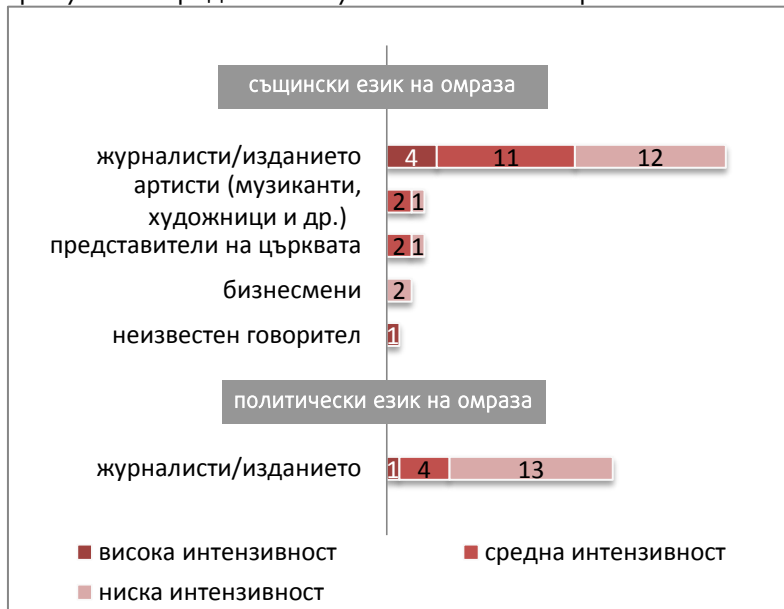 същински език на омраза
журналисти/изданието
4 11 12
артисти (музиканти,
художници и др.)
2 1
представители на църквата
2 1
бизнесмени
2
неизвестен говорител
1
политически език на омраза
журналисти/изданието
1 4 13
висока интензивност
средна интензивност
ниска интензивност